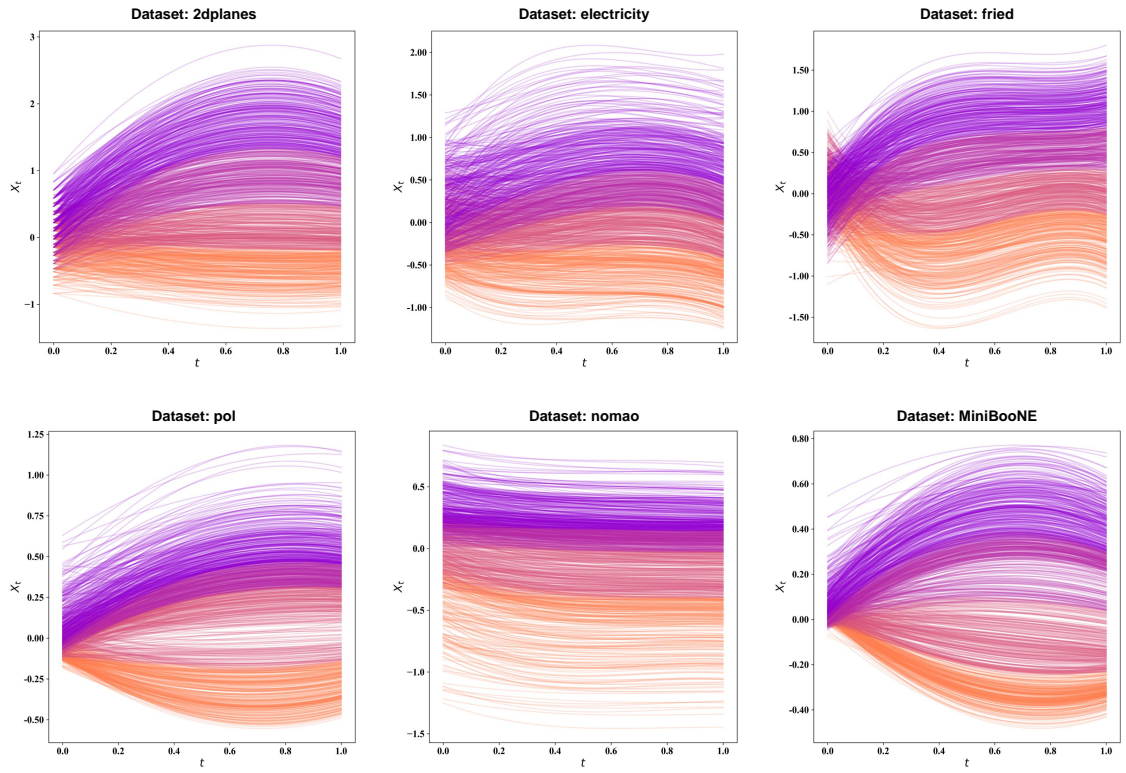 Dataset: 2dplanes
3
2
1
0
−1
X_t
0.0 0.2 0.4 0.6 0.8 1.0
t
Dataset: electricity
2.00
1.50
1.00
0.50
0.00
-0.50
-1.00
X_t
0.0 0.2 0.4 0.6 0.8 1.0
t
Dataset: fried
1.50
1.00
0.50
0.00
-0.50
-1.00
-1.50
X_t
0.0 0.2 0.4 0.6 0.8 1.0
t
Dataset: pol
1.25
1.00
0.75
0.50
0.25
0.00
-0.25
-0.50
X_t
0.0 0.2 0.4 0.6 0.8 1.0
t
Dataset: nomao
0.5
0.0
−0.5
−1.0
−1.5
X_t
0.0 0.2 0.4 0.6 0.8 1.0
t
Dataset: MiniBooNE
0.80
0.60
0.40
0.20
0.00
-0.20
-0.40
X_t
0.0 0.2 0.4 0.6 0.8 1.0
t